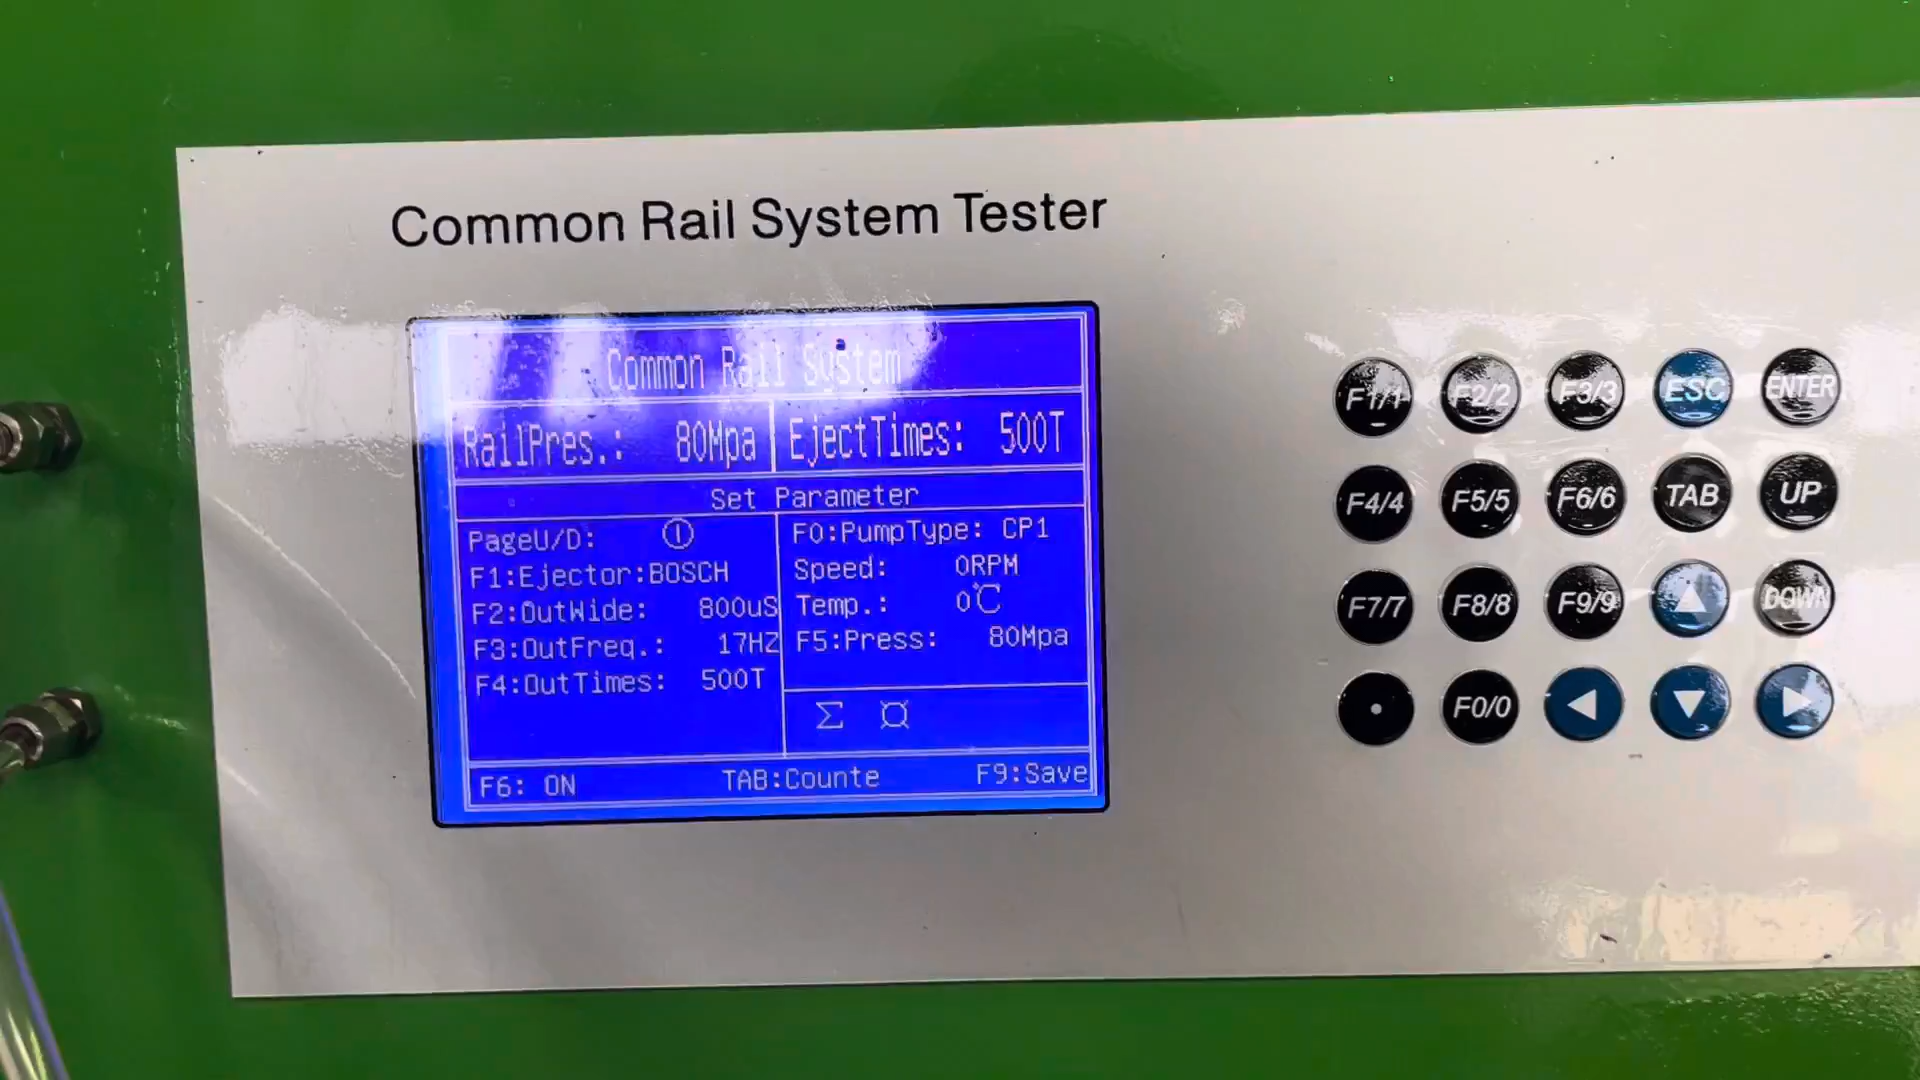 Common Rail System Tester
Common Rail System
RailPres.: 80Mpa EjectTimes: 500T
Set Parameter
PageU/D: ①
F1:Ejector:BOSCH
F2:OutWide: 800uS
F3:OutFreq.: 17HZ
F4:OutTimes: 500T
F0:PumpType: CP1
Speed: 0RPM
Temp.: 0℃
F5:Press: 80Mpa
Σ ¤
F6: ON TAB:Counte F9:Save
F1/1 F2/2 F3/3 ESC ENTER
F4/4 F5/5 F6/6 TAB UP
F7/7 F8/8 F9/9 ▲ DOWN
• F0/0 ◀ ▼ ▶